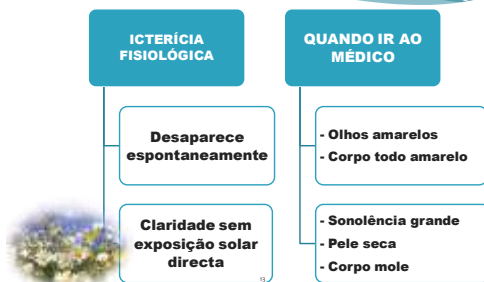 ICTERÍCIA
FISIOLÓGICA
Desaparece
espontaneamente
Claridade sem
exposição solar
directa
QUANDO IR AO
MÉDICO
- Olhos amarelos
- Corpo todo amarelo
- Sonolência grande
- Pele seca
- Corpo mole
13